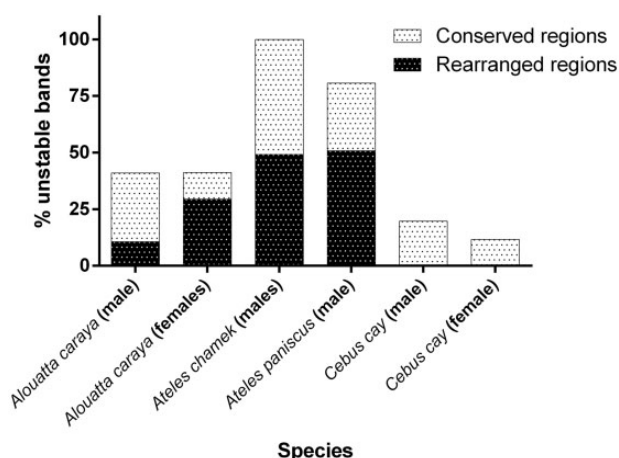 Conserved regions
Rearranged regions
% unstable bands
100
75
50
25
0
Alouatta caraya (male)
Alouatta caraya (females)
Ateles chamek (males)
Ateles paniscus (male)
Cebus cay (male)
Cebus cay (female)
Species